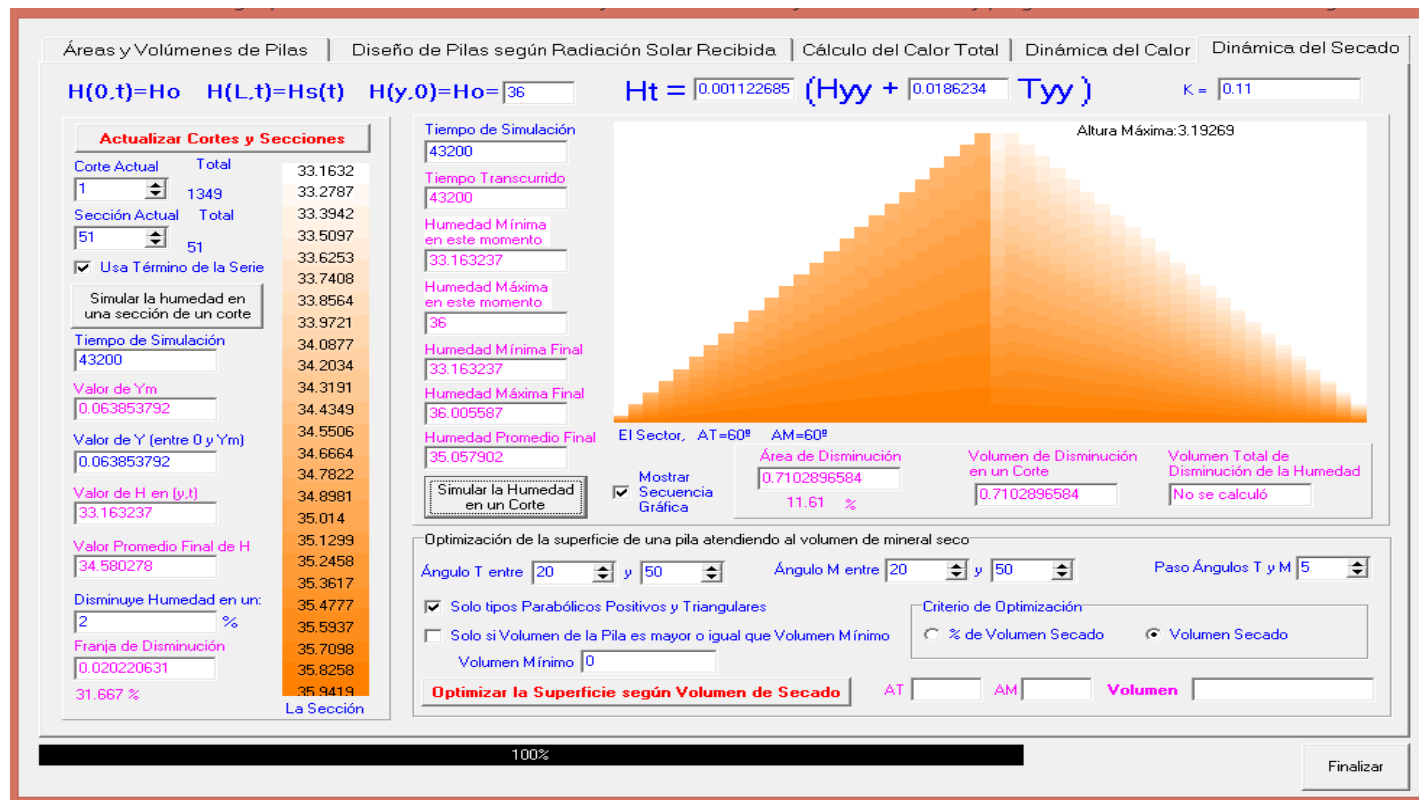 Áreas y Volúmenes de Pilas
Diseño de Pilas según Radiación Solar Recibida
Cálculo del Calor Total
Dinámica del Calor
Dinámica del Secado
H(0,t)=Ho H(L,t)=Hs(t) H(y,0)=Ho= 36
Ht = 0.001122685 (Hyy + 0.0186234 Tyy )
K = 0.11
Actualizar Cortes y Secciones
Corte Actual Total
1 1349
Sección Actual Total
51 51
Usa Término de la Serie
Simular la humedad en
una sección de un corte
Tiempo de Simulación
43200
Valor de Ym
0.063853792
Valor de Y (entre 0 y Ym)
0.063853792
Valor de H en (y,t)
33.163237
Valor Promedio Final de H
34.580278
Disminuye Humedad en un:
2 %
Franja de Disminución
0.020220631
31.667 %
33.1632
33.2787
33.3942
33.5097
33.6253
33.7408
33.8564
33.9721
34.0877
34.2034
34.3191
34.4349
34.5506
34.6664
34.7822
34.8981
35.014
35.1299
35.2458
35.3617
35.4777
35.5937
35.7098
35.8258
35.9419
La Sección
Tiempo de Simulación
43200
Tiempo Transcurrido
43200
Humedad Mínima
en este momento
33.163237
Humedad Máxima
en este momento
36
Humedad Mínima Final
33.163237
Humedad Máxima Final
36.005587
Humedad Promedio Final
35.057902
Simular la Humedad
en un Corte
Altura Máxima:3.19269
El Sector, AT=60º AM=60º
Mostrar
Secuencia
Gráfica
Área de Disminución
0.7102896584
11.61 %
Volumen de Disminución
en un Corte
0.7102896584
Volumen Total de
Disminución de la Humedad
No se calculó
Optimización de la superficie de una pila atendiendo al volumen de mineral seco
Ángulo T entre 20 y 50
Ángulo M entre 20 y 50
Paso Ángulos T y M 5
Solo tipos Parabólicos Positivos y Triangulares
Solo si Volumen de la Pila es mayor o igual que Volumen Mínimo
Volumen Mínimo 0
Criterio de Optimización
% de Volumen Secado
Volumen Secado
Optimizar la Superficie según Volumen de Secado
AT
AM
Volumen
100%
Finalizar